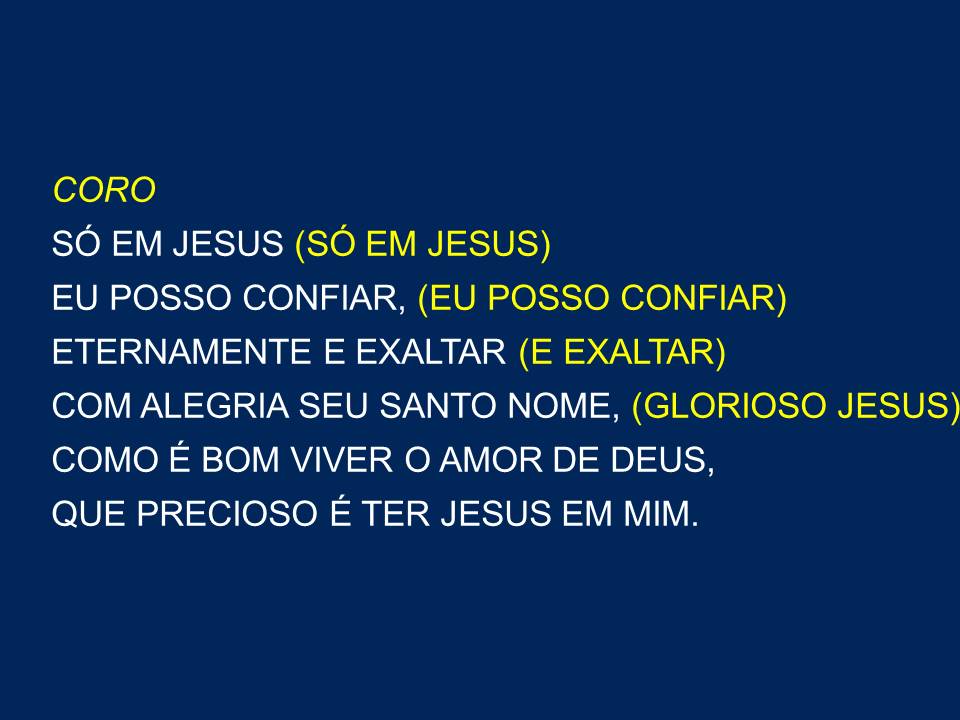 CORO
SÓ EM JESUS (SÓ EM JESUS)
EU POSSO CONFIAR, (EU POSSO CONFIAR)
ETERNAMENTE E EXALTAR (E EXALTAR)
COM ALEGRIA SEU SANTO NOME, (GLORIOSO JESUS)
COMO É BOM VIVER O AMOR DE DEUS,
QUE PRECIOSO É TER JESUS EM MIM.